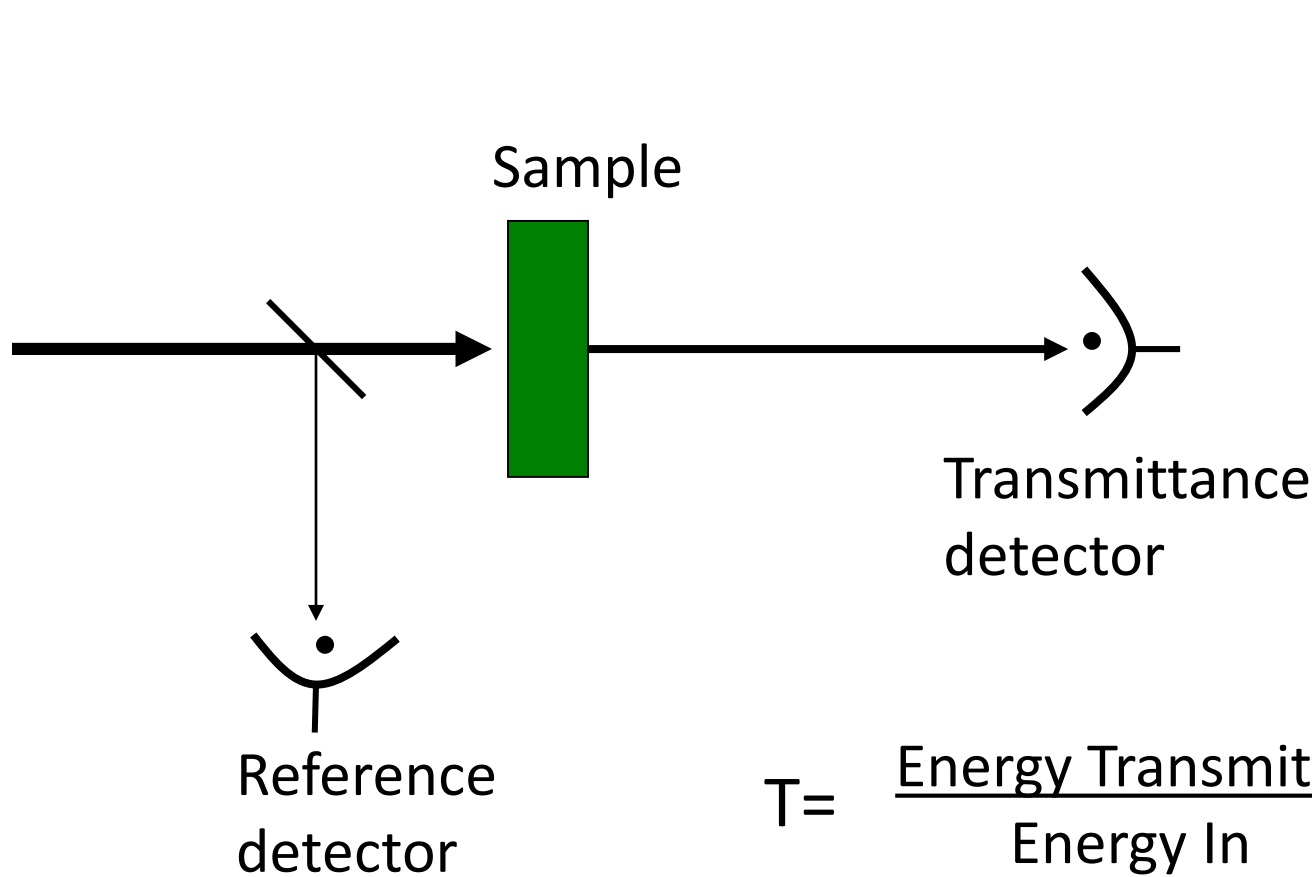 Sample
Transmittance
detector
Reference
detector
T=
Energy Transmit
Energy In